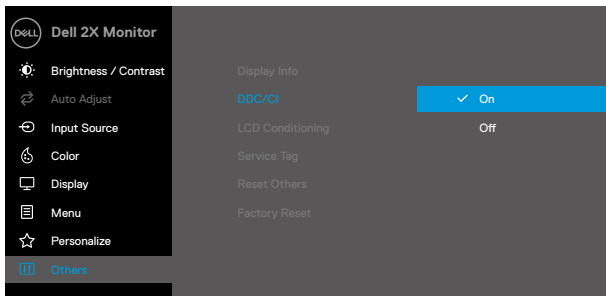 DELL Dell 2X Monitor
Brightness / Contrast
Auto Adjust
Input Source
Color
Display
Menu
Personalize
Others
Display Info
DDC/CI
LCD Conditioning
Service Tag
Reset Others
Factory Reset
On
Off